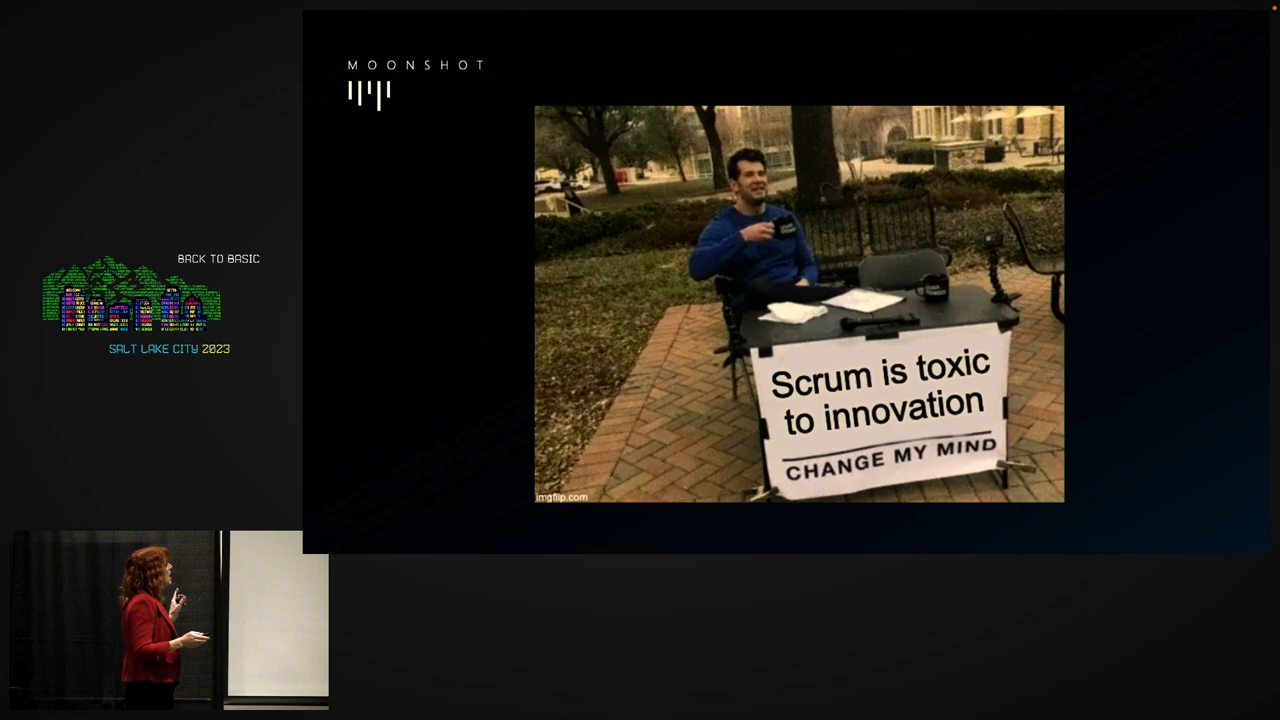 MOONSHOT
BACK TO BASIC
SALT LAKE CITY 2023
Scrum is toxic
to innovation
CHANGE MY MIND
imgflip.com